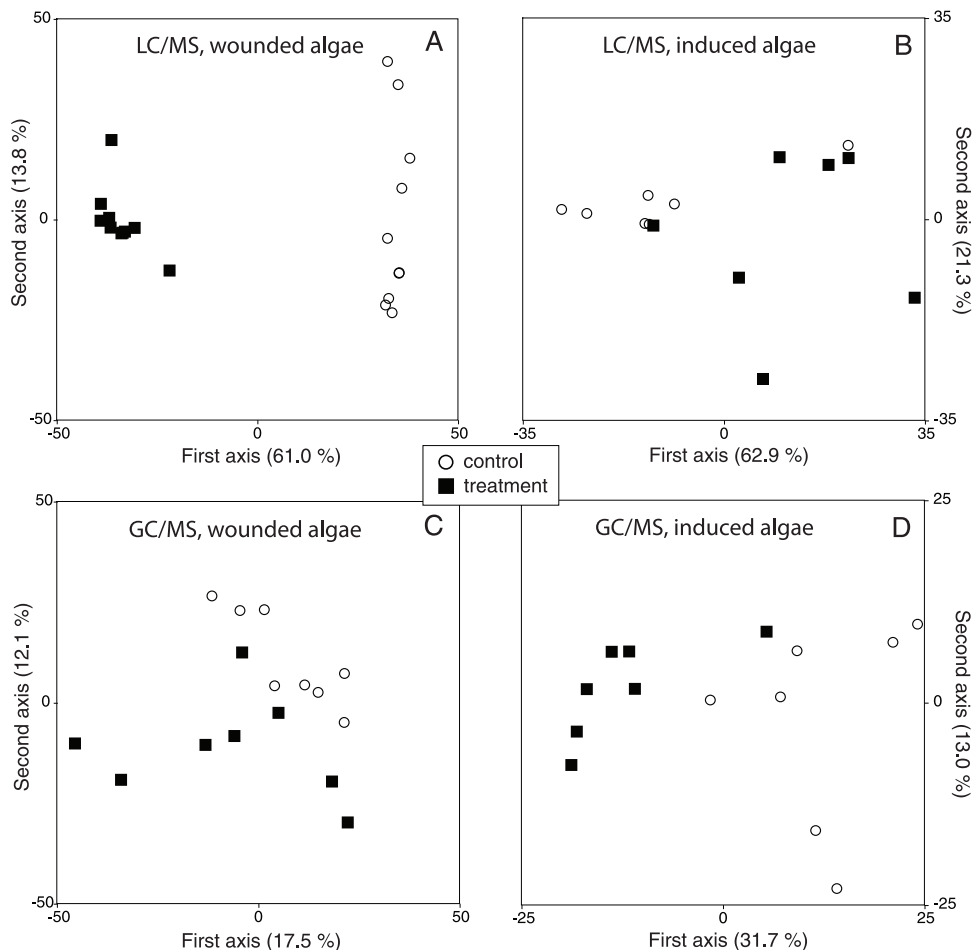 50
LC/MS, wounded algae
A
Second axis (13.8 %)
0
-50
-50
0
50
First axis (61.0 %)
LC/MS, induced algae
B
35
0
Second axis (21.3 %)
-35
-35
0
35
First axis (62.9 %)
control
treatment
50
GC/MS, wounded algae
C
Second axis (12.1 %)
0
-50
-50
0
50
First axis (17.5 %)
GC/MS, induced algae
D
25
0
Second axis (13.0 %)
-25
-25
0
25
First axis (31.7 %)